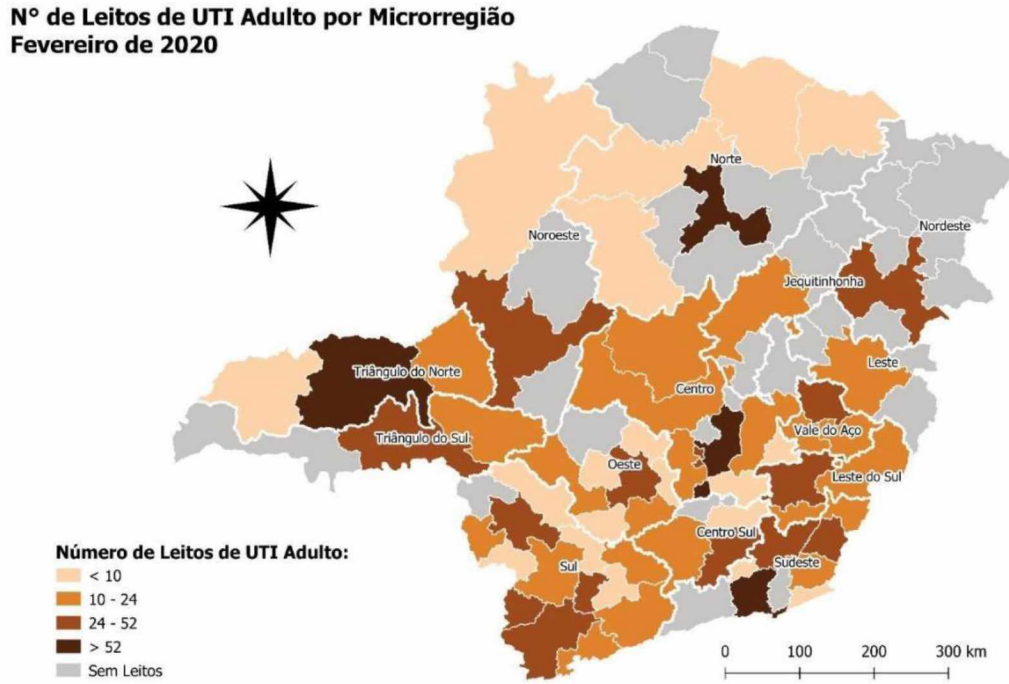 N° de Leitos de UTI Adulto por Microrregião
Fevereiro de 2020
Norte
Nordeste
Noroeste
Jequitinhonha
Leste
Triângulo do Norte
Centro
Vale do Aço
Triângulo do Sul
Oeste
Leste do Sul
Centro Sul
Sul
Sudeste
Número de Leitos de UTI Adulto:
< 10
10 - 24
24 - 52
> 52
Sem Leitos
0 100 200 300 km